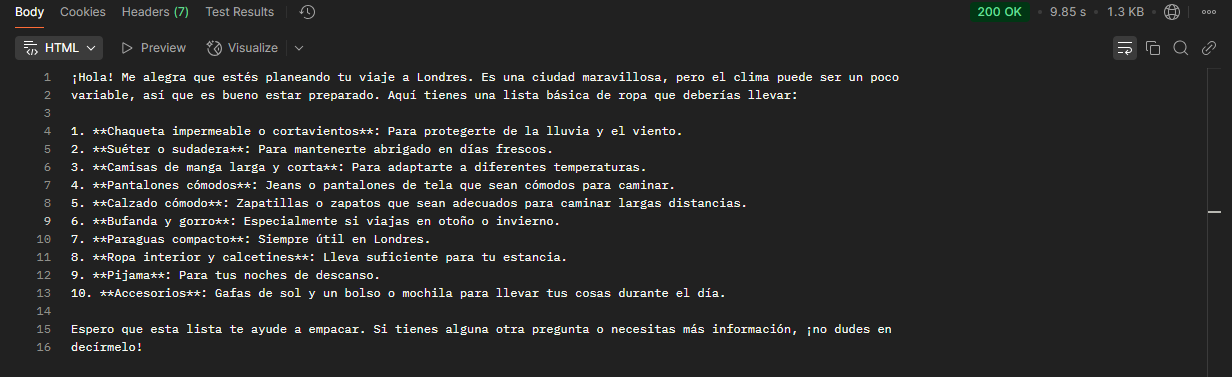 Body Cookies Headers (7) Test Results 200 OK • 9.85 s • 1.3 KB •
HTML Preview Visualize
1 ¡Hola! Me alegra que estés planeando tu viaje a Londres. Es una ciudad maravillosa, pero el clima puede ser un poco
2 variable, así que es bueno estar preparado. Aquí tienes una lista básica de ropa que deberías llevar:
3
4 1. **Chaqueta impermeable o cortavientos**: Para protegerte de la lluvia y el viento.
5 2. **Suéter o sudadera**: Para mantenerte abrigado en días frescos.
6 3. **Camisas de manga larga y corta**: Para adaptarte a diferentes temperaturas.
7 4. **Pantalones cómodos**: Jeans o pantalones de tela que sean cómodos para caminar.
8 5. **Calzado cómodo**: Zapatillas o zapatos que sean adecuados para caminar largas distancias.
9 6. **Bufanda y gorro**: Especialmente si viajas en otoño o invierno.
10 7. **Paraguas compacto**: Siempre útil en Londres.
11 8. **Ropa interior y calcetines**: Lleva suficiente para tu estancia.
12 9. **Pijama**: Para tus noches de descanso.
13 10. **Accesorios**: Gafas de sol y un bolso o mochila para llevar tus cosas durante el día.
14
15 Espero que esta lista te ayude a empacar. Si tienes alguna otra pregunta o necesitas más información, ¡no dudes en
16 decírmelo!